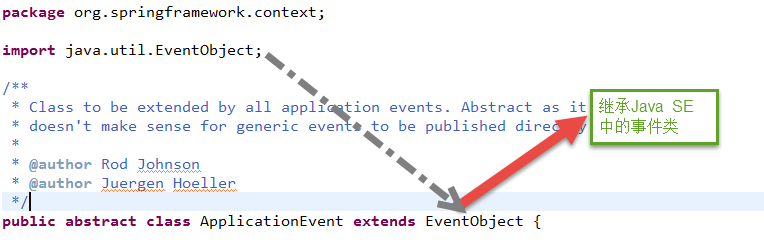 package org.springframework.context;
import java.util.EventObject;
/**
* Class to be extended by all application events. Abstract as it
* doesn't make sense for generic events to be published directly
*
* @author Rod Johnson
* @author Juergen Hoeller
*/
public abstract class ApplicationEvent extends EventObject {
继承Java SE
中的事件类